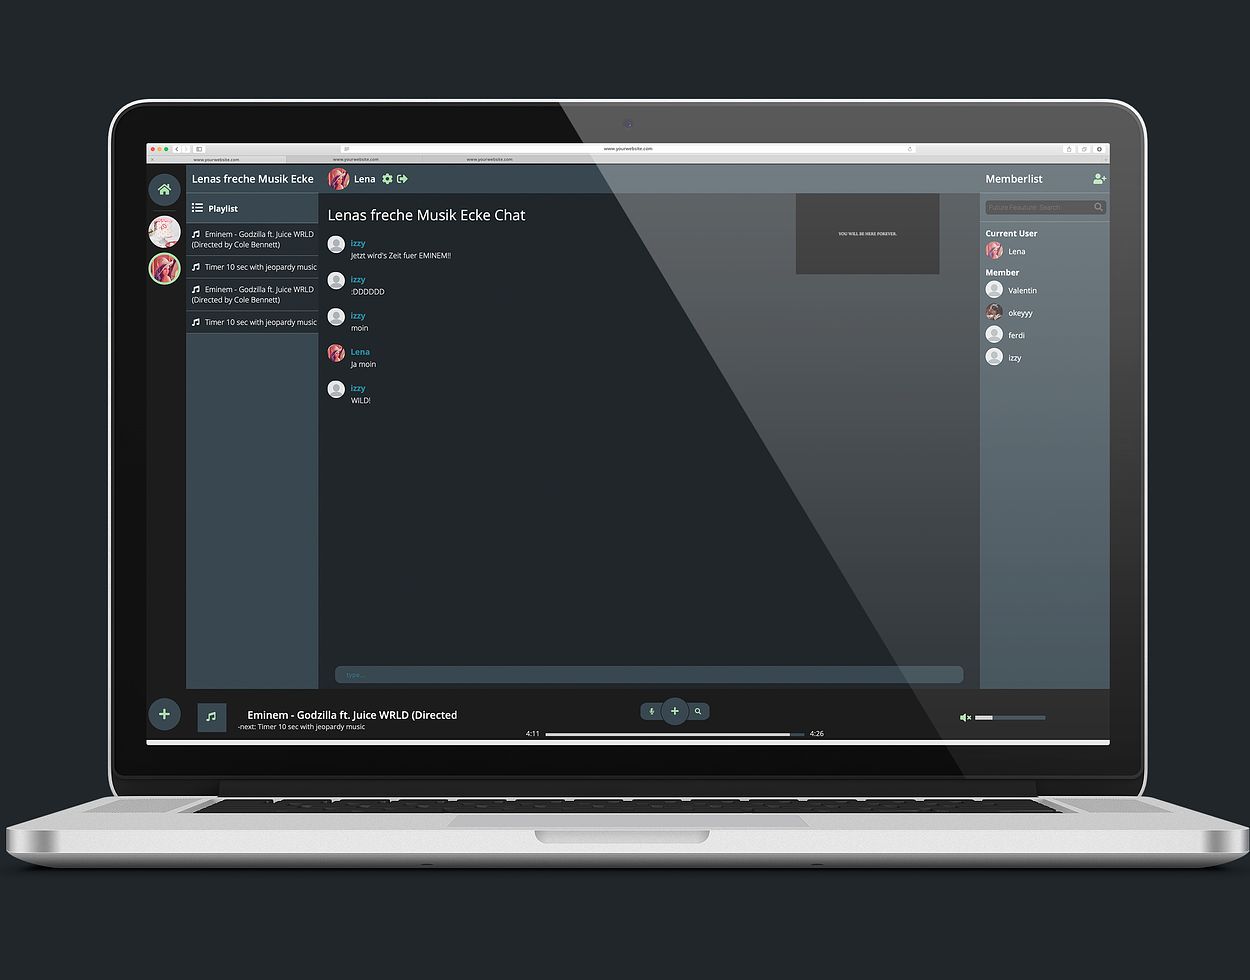 www.yourwebsite.com
www.yourwebsite.com
www.yourwebsite.com
www.yourwebsite.com
Lenas freche Musik Ecke
Lena
Memberlist
Playlist
Eminem - Godzilla ft. Juice WRLD
(Directed by Cole Bennett)
Timer 10 sec with jeopardy music
Eminem - Godzilla ft. Juice WRLD
(Directed by Cole Bennett)
Timer 10 sec with jeopardy music
Lenas freche Musik Ecke Chat
izzy
Jetzt wird's Zeit fuer EMINEM!!
izzy
:DDDDDD
izzy
moin
Lena
Ja moin
izzy
WILD!
YOU WILL BE HERE FOREVER.
type...
Current User
Lena
Member
Valentin
okeyyy
ferdi
izzy
Eminem - Godzilla ft. Juice WRLD (Directed
-next: Timer 10 sec with jeopardy music
4:11
4:26